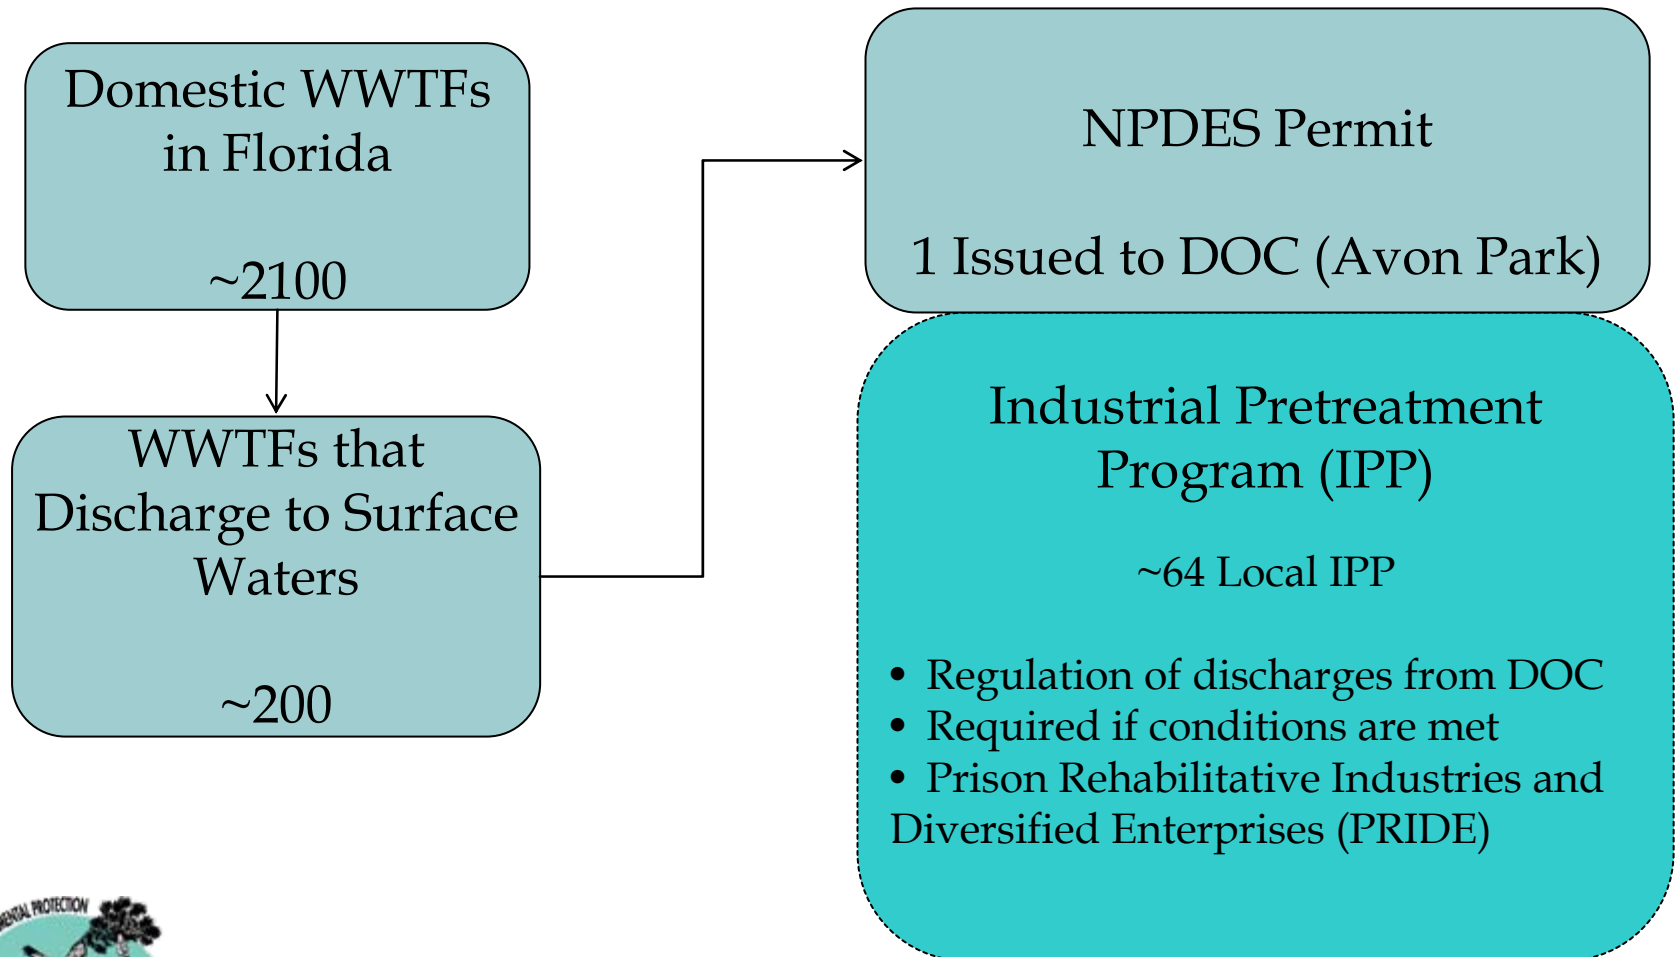 Domestic WWTFs
in Florida
~2100
WWTFs that
Discharge to Surface
Waters
~200
NPDES Permit
1 Issued to DOC (Avon Park)
Industrial Pretreatment
Program (IPP)
~64 Local IPP
• Regulation of discharges from DOC
• Required if conditions are met
• Prison Rehabilitative Industries and
Diversified Enterprises (PRIDE)
PROTECTION